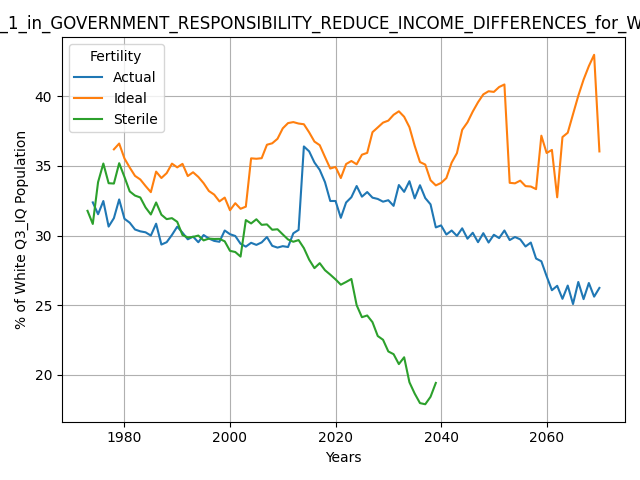 _1_in_GOVERNMENT_RESPONSIBILITY_REDUCE_INCOME_DIFFERENCES_for_W
Fertility
Actual
Ideal
Sterile
% of White Q3_IQ Population
40
35
30
25
20
1980
2000
2020
2040
2060
Years